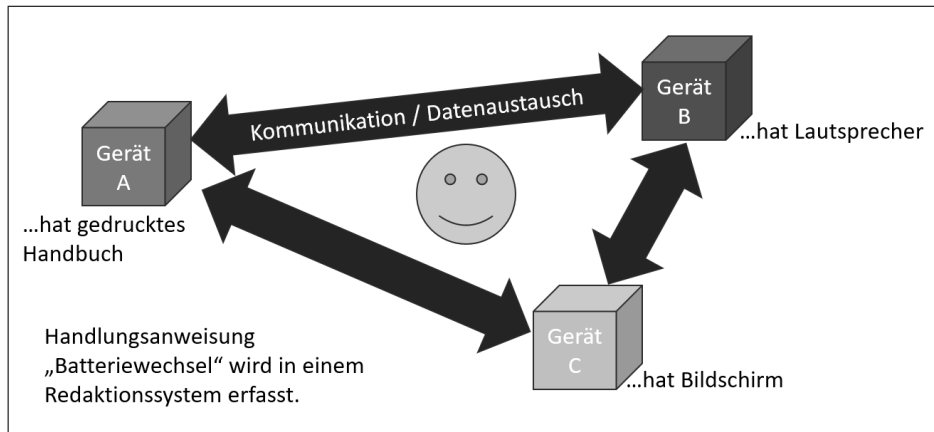 Gerät
B
Kommunikation / Datenaustausch
…hat Lautsprecher
Gerät
A
…hat gedrucktes
Handbuch
Gerät
C
…hat Bildschirm
Handlungsanweisung
„Batteriewechsel“ wird in einem
Redaktionssystem erfasst.